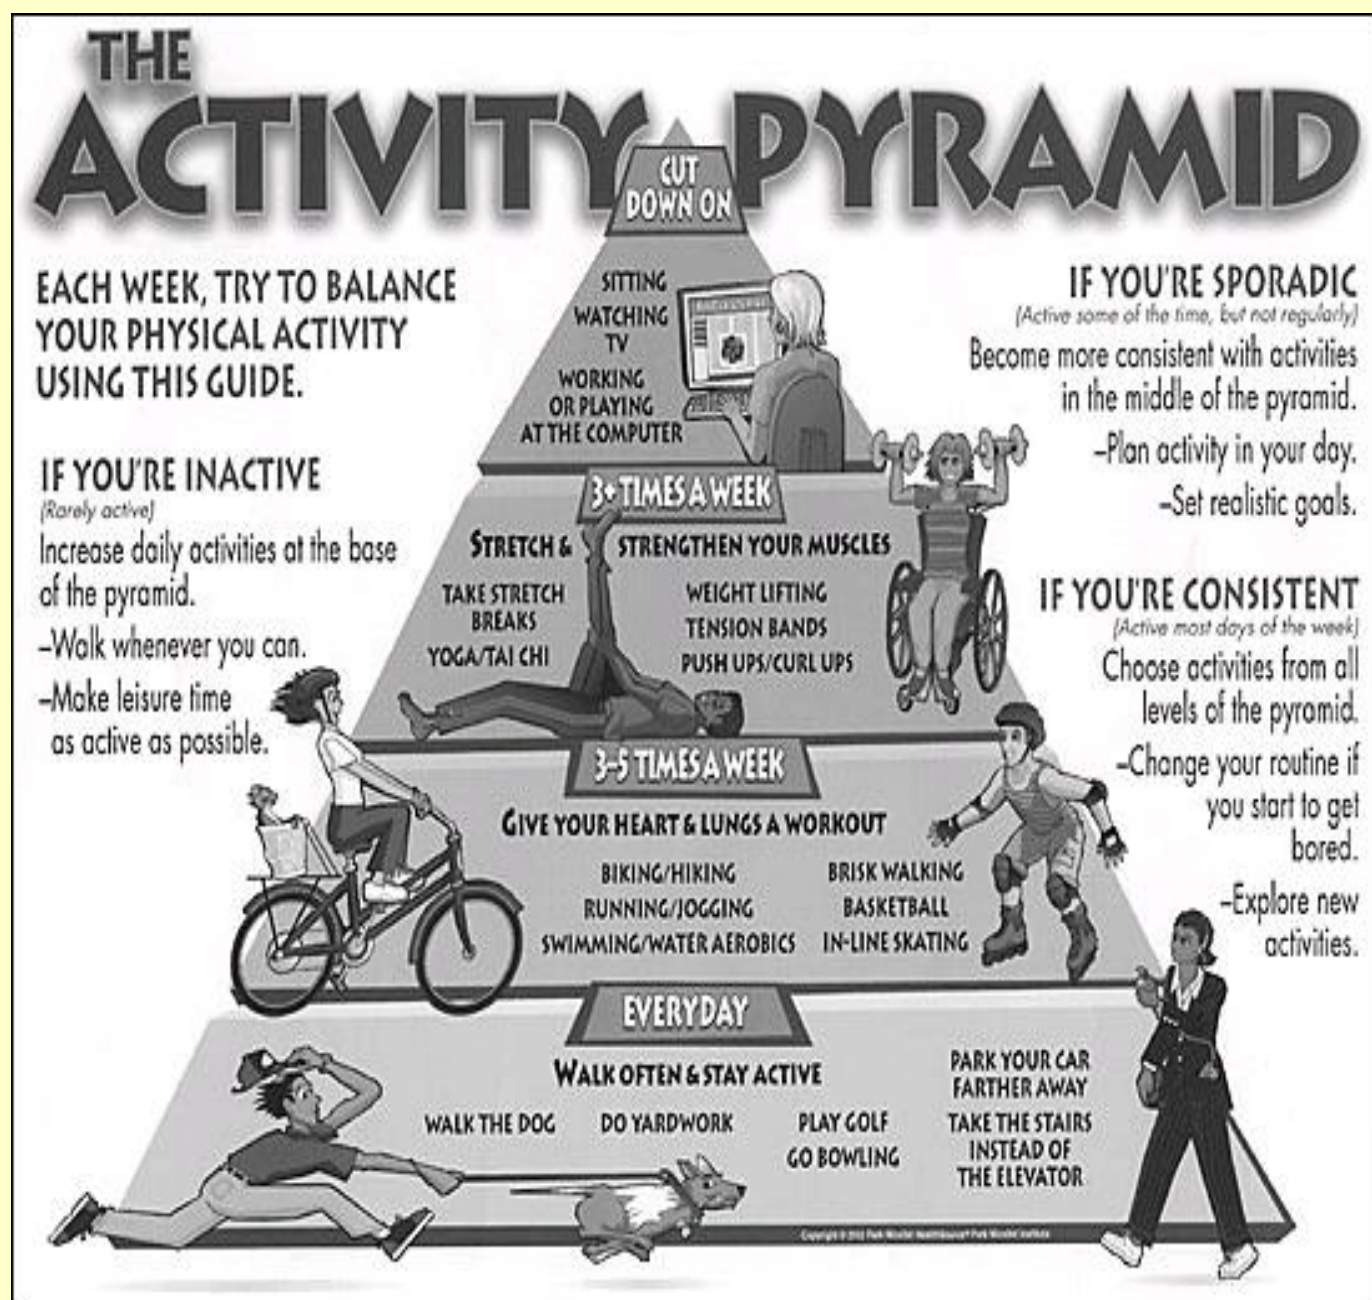 THE
ACTIVITY PYRAMID
EACH WEEK, TRY TO BALANCE
YOUR PHYSICAL ACTIVITY
USING THIS GUIDE.
IF YOU'RE INACTIVE
(Rarely active)
Increase daily activities at the base
of the pyramid.
–Walk whenever you can.
–Make leisure time
as active as possible.
CUT
DOWN ON
SITTING
WATCHING
TV
WORKING
OR PLAYING
AT THE COMPUTER
IF YOU'RE SPORADIC
(Active some of the time, but not regularly)
Become more consistent with activities
in the middle of the pyramid.
–Plan activity in your day.
–Set realistic goals.
IF YOU'RE CONSISTENT
(Active most days of the week)
Choose activities from all
levels of the pyramid.
–Change your routine if
you start to get
bored.
–Explore new
activities.
3+ TIMES A WEEK
STRETCH & STRENGTHEN YOUR MUSCLES
TAKE STRETCH
BREAKS
YOGA/TAI CHI
WEIGHT LIFTING
TENSION BANDS
PUSH UPS/CURL UPS
3–5 TIMES A WEEK
GIVE YOUR HEART & LUNGS A WORKOUT
BIKING/HIKING
RUNNING/JOGGING
SWIMMING/WATER AEROBICS
BRISK WALKING
BASKETBALL
IN-LINE SKATING
EVERYDAY
WALK OFTEN & STAY ACTIVE
WALK THE DOG
DO YARDWORK
PLAY GOLF
GO BOWLING
PARK YOUR CAR
FARTHER AWAY
TAKE THE STAIRS
INSTEAD OF
THE ELEVATOR
Copyright © Park Nicollet HealthSource® Park Nicollet Institute